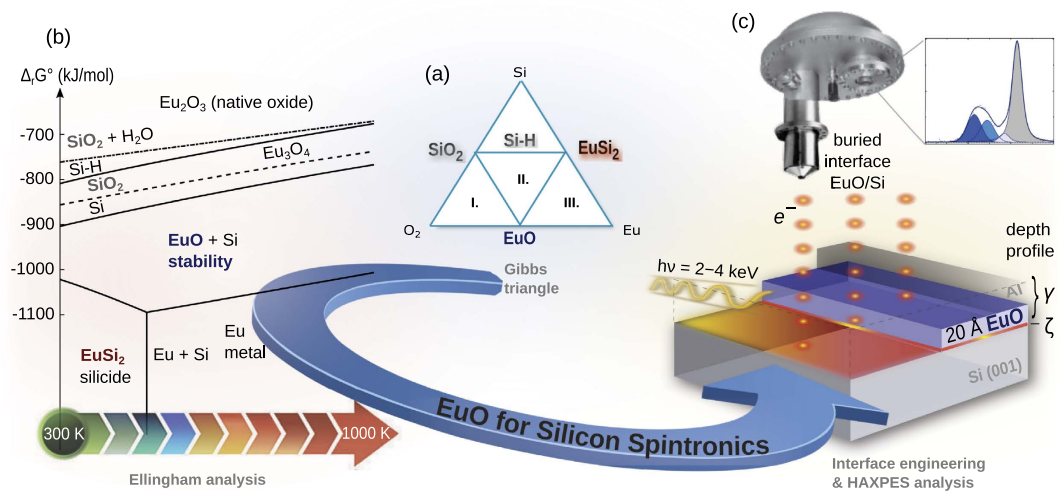 (b)
ΔᵣG° (kJ/mol)
-700
-800
-900
-1000
-1100
Eu₂O₃ (native oxide)
SiO₂ + H₂O
Si-H
Eu₃O₄
SiO₂
Si
EuO + Si
stability
EuSi₂
silicide
Eu + Si
Eu
metal
300 K
1000 K
Ellingham analysis
(a)
Si
SiO₂
Si-H
EuSi₂
I.
II.
III.
O₂
EuO
Eu
Gibbs
triangle
EuO for Silicon Spintronics
(c)
buried
interface
EuO/Si
e⁻
hν = 2−4 keV
depth
profile
Al
γ
20 Å EuO
ζ
Si (001)
Interface engineering
& HAXPES analysis